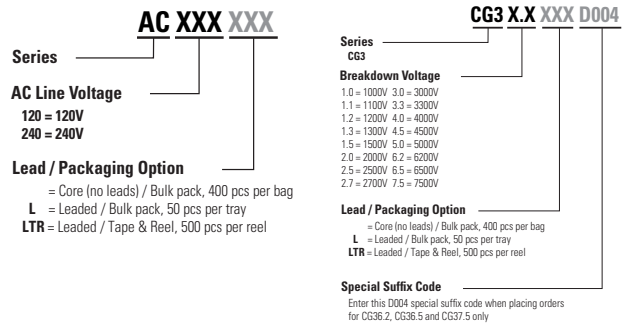 AC XXX XXX
Series
AC Line Voltage
120 = 120V
240 = 240V
Lead / Packaging Option
= Core (no leads) / Bulk pack, 400 pcs per bag
L = Leaded / Bulk pack, 50 pcs per tray
LTR = Leaded / Tape & Reel, 500 pcs per reel
CG3 X.X XXX D004
Series
CG3
Breakdown Voltage
1.0 = 1000V 3.0 = 3000V
1.1 = 1100V 3.3 = 3300V
1.2 = 1200V 4.0 = 4000V
1.3 = 1300V 4.5 = 4500V
1.5 = 1500V 5.0 = 5000V
2.0 = 2000V 6.2 = 6200V
2.5 = 2500V 6.5 = 6500V
2.7 = 2700V 7.5 = 7500V
Lead / Packaging Option
= Core (no leads) / Bulk pack, 400 pcs per bag
L = Leaded / Bulk pack, 50 pcs per tray
LTR = Leaded / Tape & Reel, 500 pcs per reel
Special Suffix Code
Enter this D004 special suffix code when placing orders
for CG36.2, CG36.5 and CG37.5 only